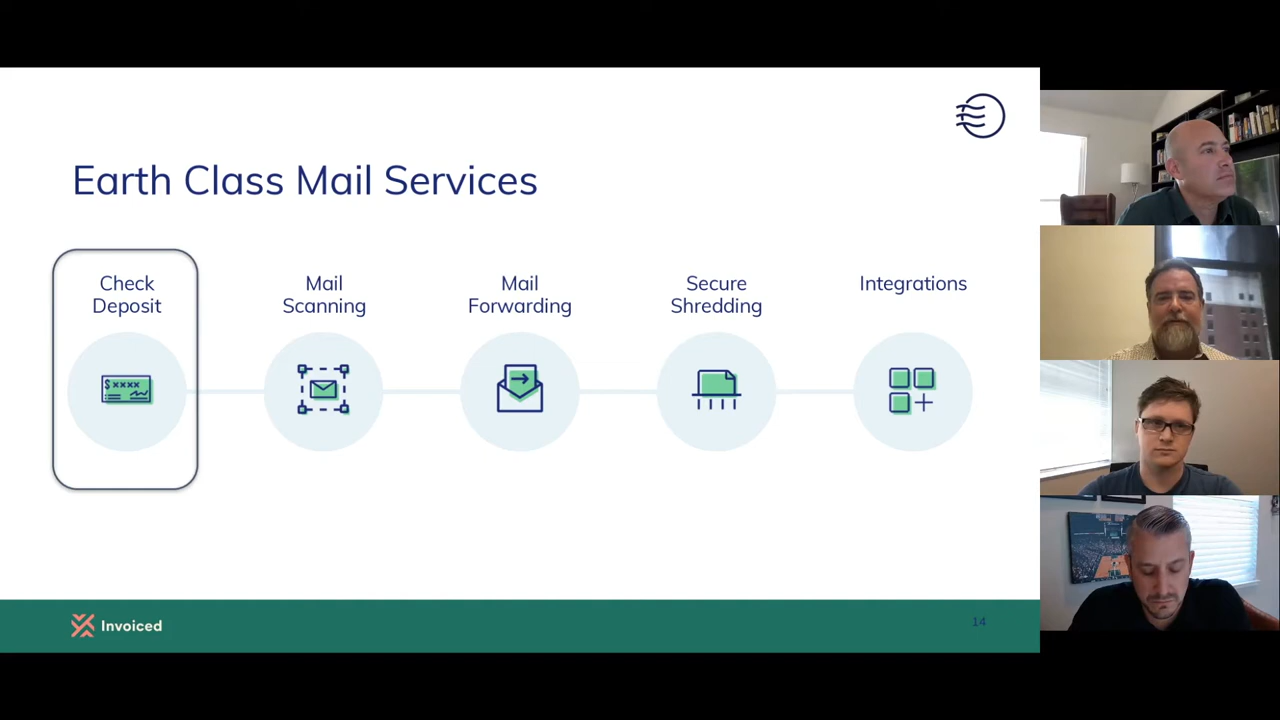 Earth Class Mail Services
Check
Deposit
Mail
Scanning
Mail
Forwarding
Secure
Shredding
Integrations
$xxxx
Invoiced
14